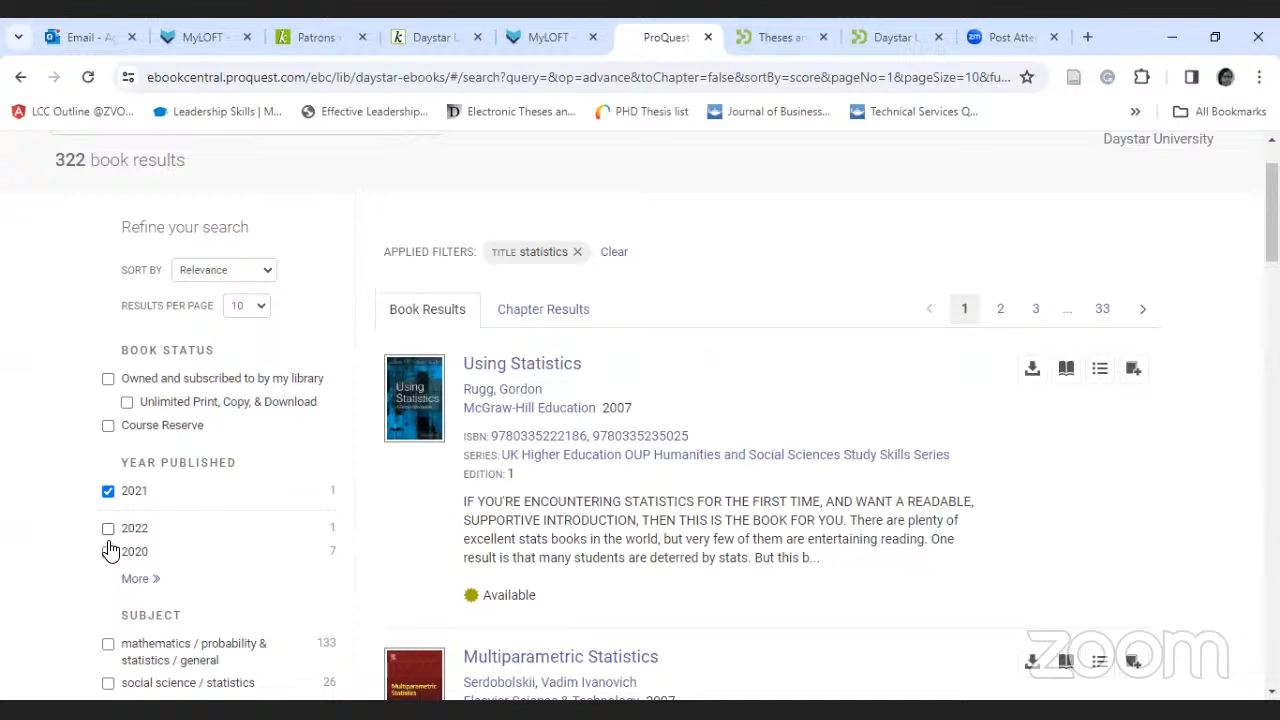 Email - A
MyLOFT -
Patrons
Daystar L
MyLOFT -
ProQuest
Theses an
Daystar U
Post Atte
ebookcentral.proquest.com/ebc/lib/daystar-ebooks/#/search?query=&op=advance&toChapter=false&sortBy=score&pageNo=1&pageSize=10&fu...
LCC Outline @ZVO...
Leadership Skills | M...
Effective Leadership...
Electronic Theses an...
PHD Thesis list
Journal of Business...
Technical Services Q...
All Bookmarks
Daystar University
322 book results
Refine your search
APPLIED FILTERS: TITLE statistics Clear
SORT BY Relevance
RESULTS PER PAGE 10
Book Results Chapter Results
1 2 3 ... 33
BOOK STATUS
Owned and subscribed to by my library
Unlimited Print, Copy, & Download
Course Reserve
YEAR PUBLISHED
2021 1
2022 1
2020 7
More
SUBJECT
mathematics / probability & 133
statistics / general
social science / statistics 26
Using Statistics
Using Statistics
Rugg, Gordon
McGraw-Hill Education 2007
ISBN: 9780335222186, 9780335235025
SERIES: UK Higher Education OUP Humanities and Social Sciences Study Skills Series
EDITION: 1
IF YOU'RE ENCOUNTERING STATISTICS FOR THE FIRST TIME, AND WANT A READABLE,
SUPPORTIVE INTRODUCTION, THEN THIS IS THE BOOK FOR YOU. There are plenty of
excellent stats books in the world, but very few of them are entertaining reading. One
result is that many students are deterred by stats. But this b...
Available
Multiparametric Statistics
Multiparametric Statistics
Serdobolskii, Vadim Ivanovich
Elsevier Science & Technology 2007
zoom